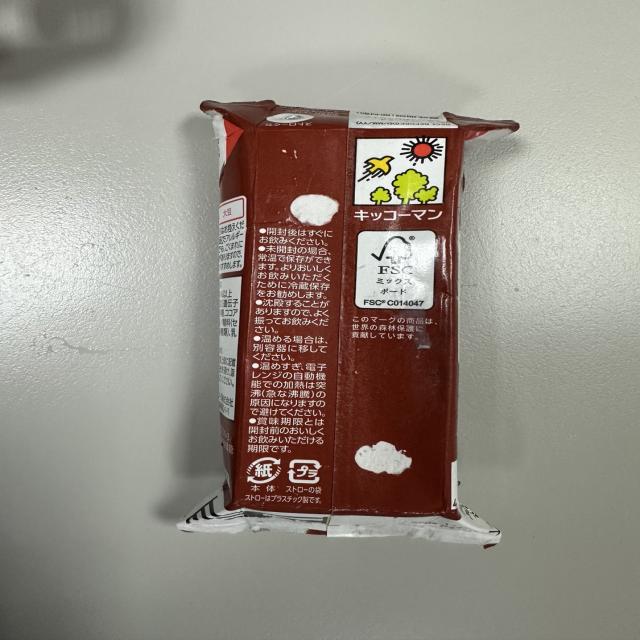 大豆
●開封後はすぐに
お飲みください。
●未開封の場合、
常温で保存ができ
ます。よりおいしく
お飲みいただく
ために冷蔵保存
をお勧めします。
●沈殿することが
ありますので、よく
振ってお飲みくだ
さい。
●温める場合は、
別容器に移して
ください。
●温めすぎ、電子
レンジの自動機
能での加熱は突
沸(急な沸騰)の
原因になりますの
で避けてください。
●賞味期限とは
開封前のおいしく
お飲みいただける
期限です。
紙
プラ
本体
ストローの袋
ストローはプラスチック製です。
キッコーマン
FSC
ミックス
ボード
FSC® C014047
このマークの商品は、
世界の森林保護に
貢献しています。